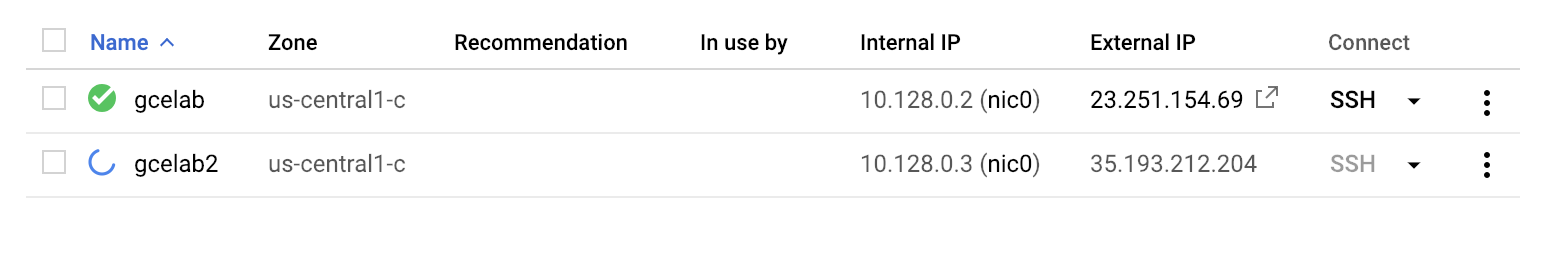 Name Zone Recommendation In use by Internal IP External IP Connect
gcelab us-central1-c 10.128.0.2 (nic0) 23.251.154.69 SSH
gcelab2 us-central1-c 10.128.0.3 (nic0) 35.193.212.204 SSH